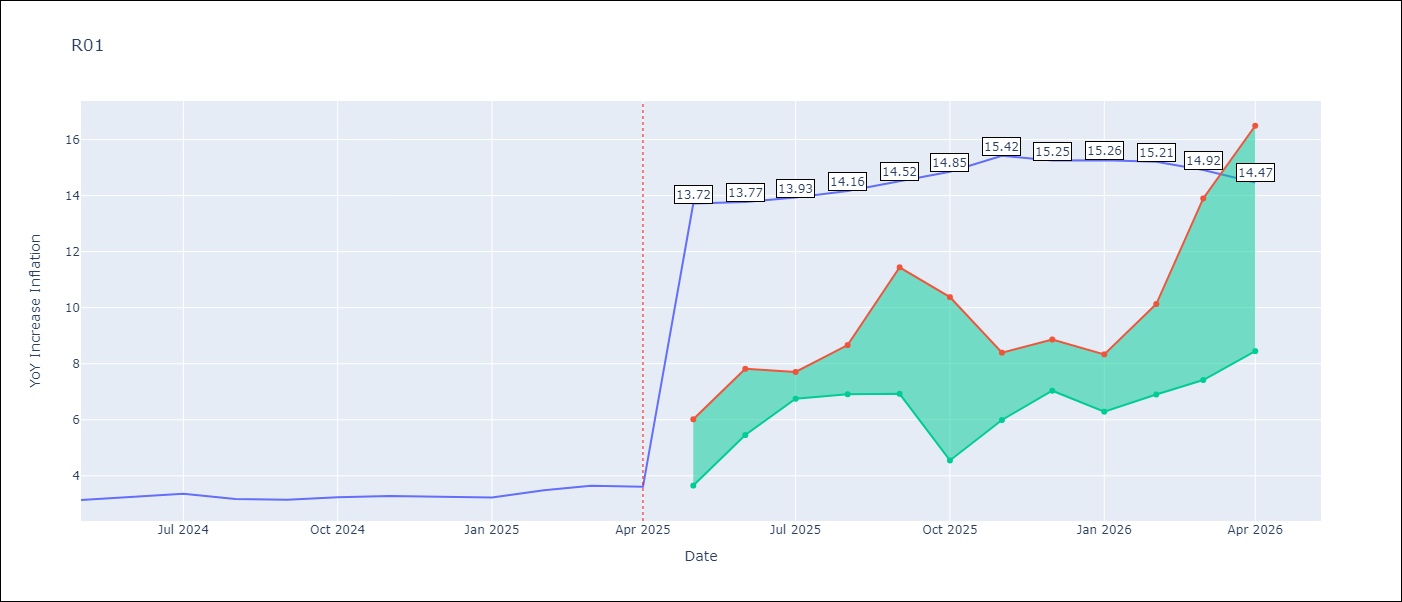 R01
YoY Increase Inflation
16
14
12
10
8
6
4
13.72
13.77
13.93
14.16
14.52
14.85
15.42
15.25
15.26
15.21
14.92
14.47
Jul 2024
Oct 2024
Jan 2025
Apr 2025
Jul 2025
Oct 2025
Jan 2026
Apr 2026
Date